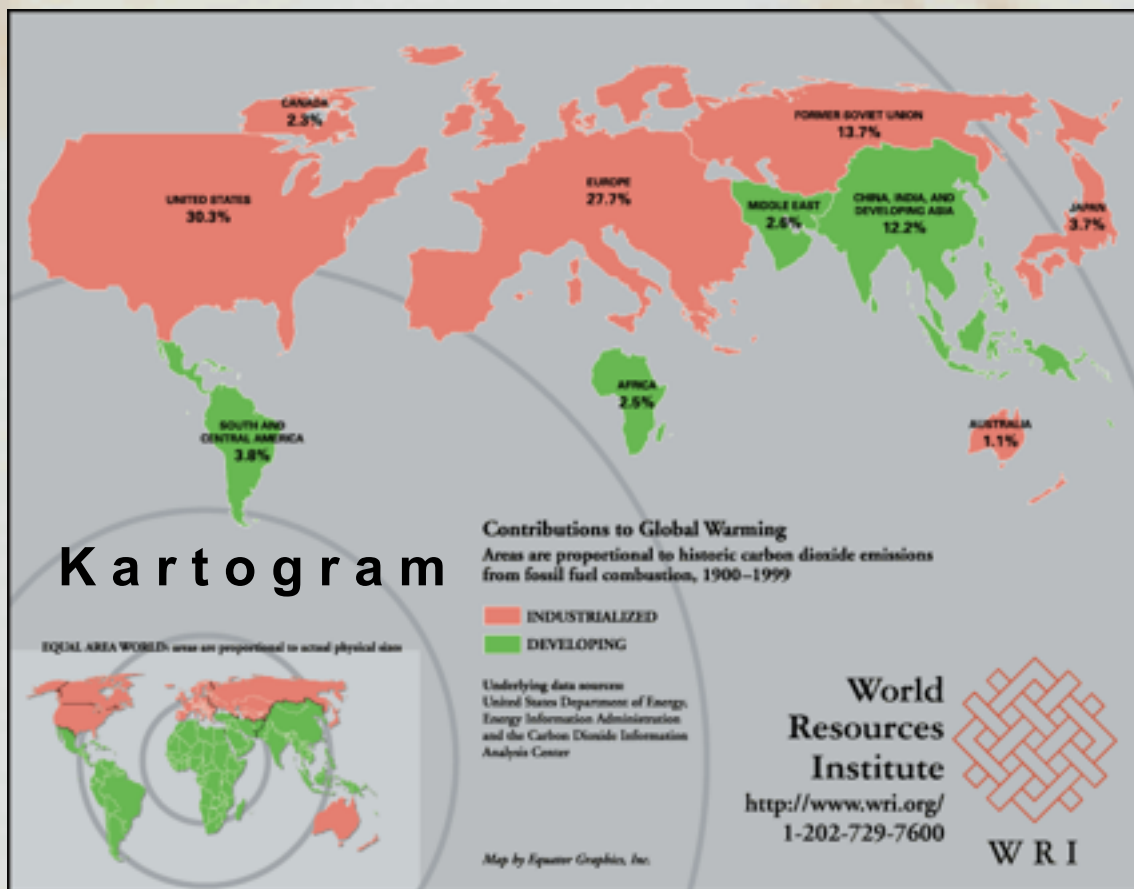 CANADA
2.3%
FORMER SOVIET UNION
13.7%
UNITED STATES
30.3%
EUROPE
27.7%
MIDDLE EAST
2.6%
CHINA, INDIA, AND
DEVELOPING ASIA
12.2%
JAPAN
3.7%
AFRICA
2.5%
SOUTH AND
CENTRAL AMERICA
3.8%
AUSTRALIA
1.1%
Kartogram
Contributions to Global Warming
Areas are proportional to historic carbon dioxide emissions
from fossil fuel combustion, 1900–1999
INDUSTRIALIZED
DEVELOPING
EQUAL AREA WORLD: areas are proportional to actual physical sizes
Underlying data sources:
United States Department of Energy,
Energy Information Administration
and the Carbon Dioxide Information
Analysis Center
Map by Equator Graphics, Inc.
World
Resources
Institute
http://www.wri.org/
1-202-729-7600
WRI